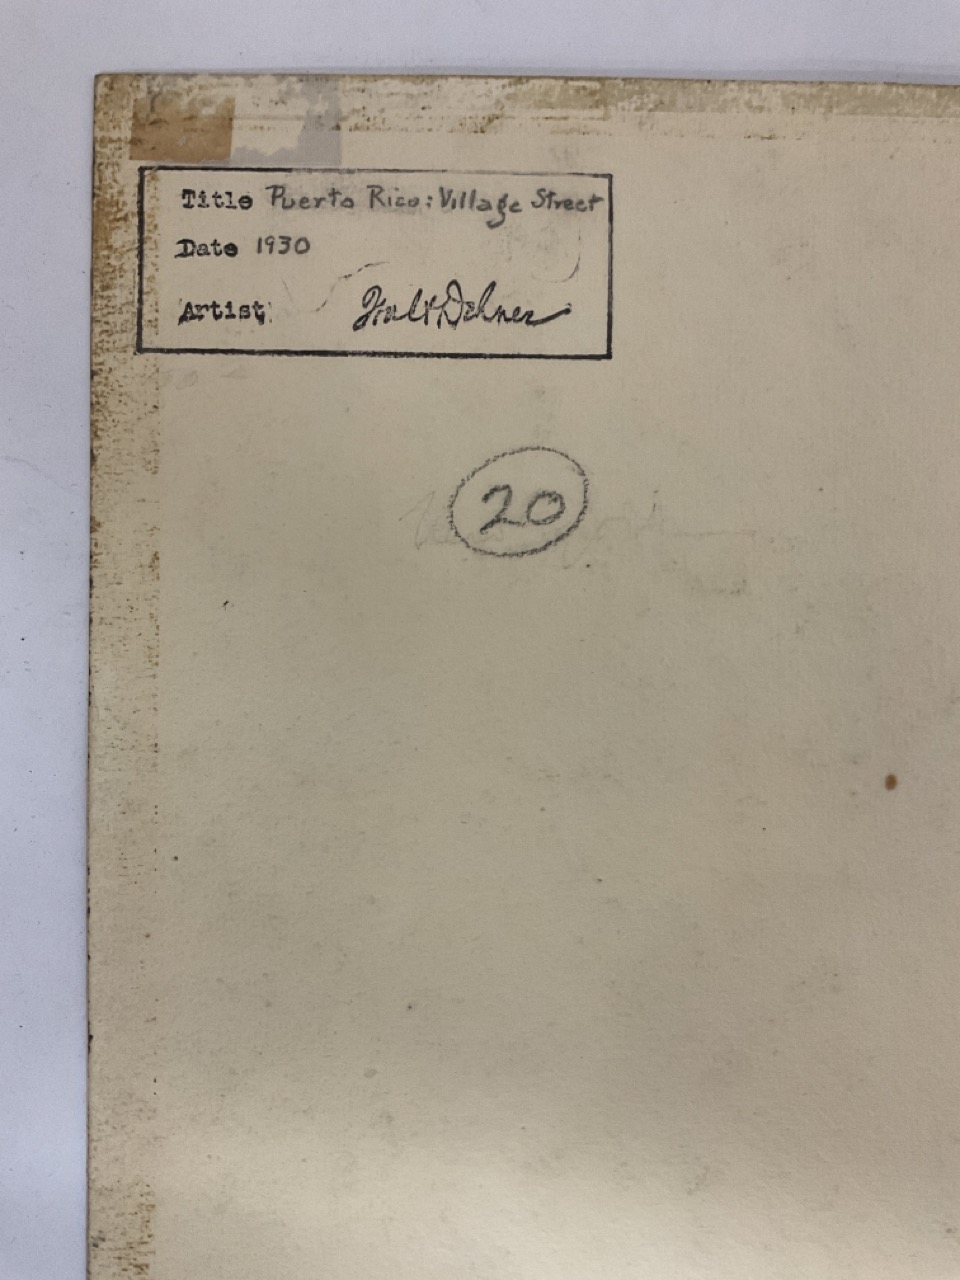 Title Puerto Rico: Village Street
Date 1930
Artist Walt Dehner
20